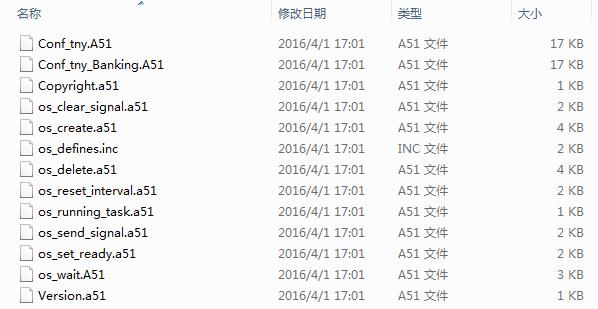 名称 修改日期 类型 大小
Conf_tny.A51 2016/4/1 17:01 A51 文件 17 KB
Conf_tny_Banking.A51 2016/4/1 17:01 A51 文件 17 KB
Copyright.a51 2016/4/1 17:01 A51 文件 1 KB
os_clear_signal.a51 2016/4/1 17:01 A51 文件 2 KB
os_create.a51 2016/4/1 17:01 A51 文件 4 KB
os_defines.inc 2016/4/1 17:01 INC 文件 2 KB
os_delete.a51 2016/4/1 17:01 A51 文件 4 KB
os_reset_interval.a51 2016/4/1 17:01 A51 文件 2 KB
os_running_task.a51 2016/4/1 17:01 A51 文件 1 KB
os_send_signal.a51 2016/4/1 17:01 A51 文件 2 KB
os_set_ready.a51 2016/4/1 17:01 A51 文件 2 KB
os_wait.A51 2016/4/1 17:01 A51 文件 3 KB
Version.a51 2016/4/1 17:01 A51 文件 1 KB